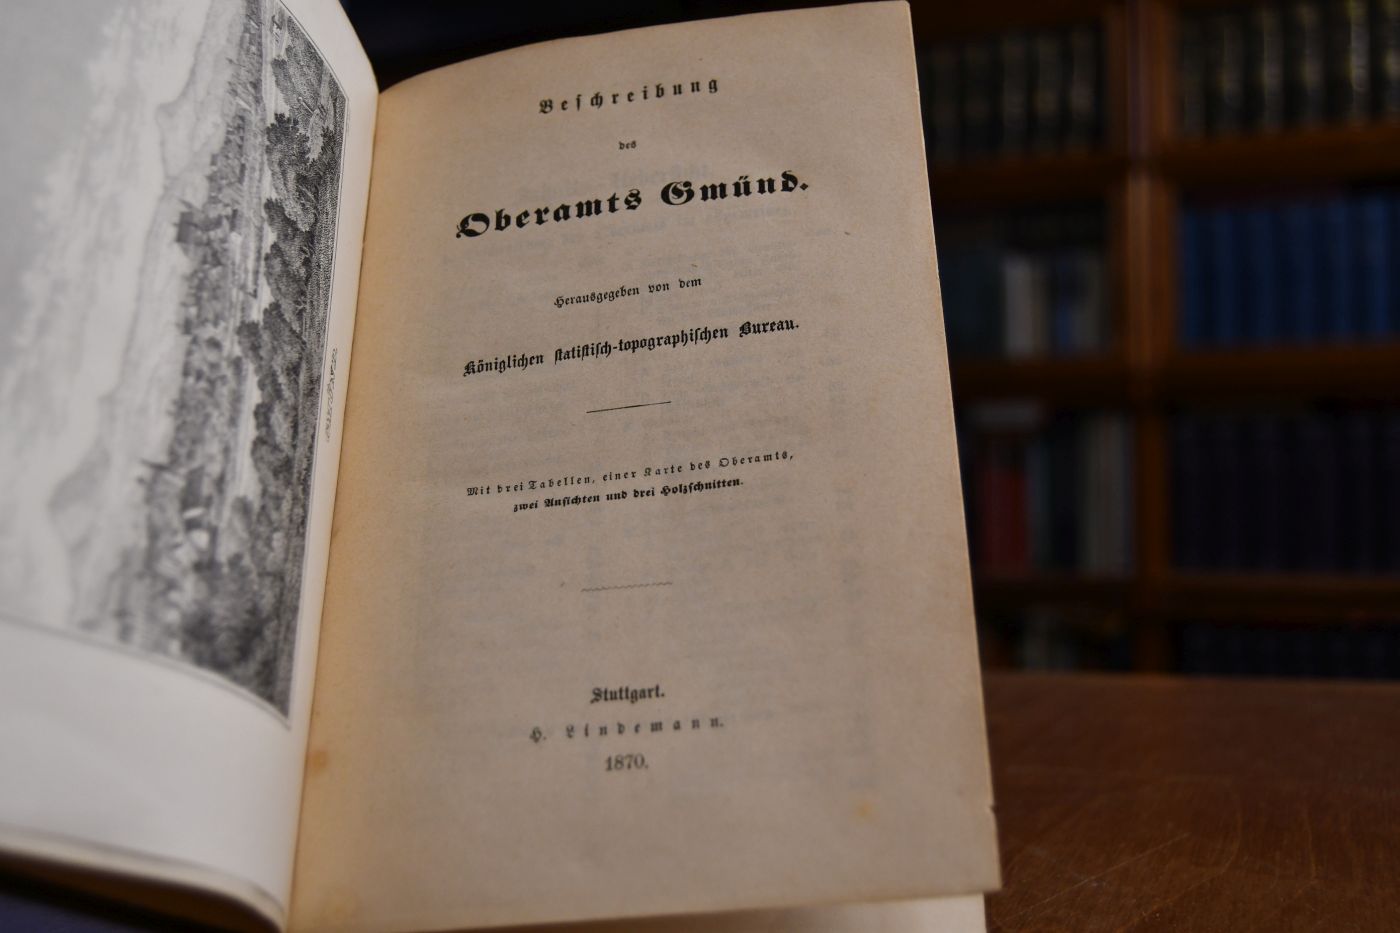 Beſchreibung
des
Oberamts Gmünd.
Herausgegeben von dem
Königlichen ſtatiſtiſch-topographiſchen Bureau.
Mit drei Tabellen, einer Karte des Oberamts,
zwei Anſichten und drei Holzſchnitten.
Stuttgart.
H. Lindemann.
1870.